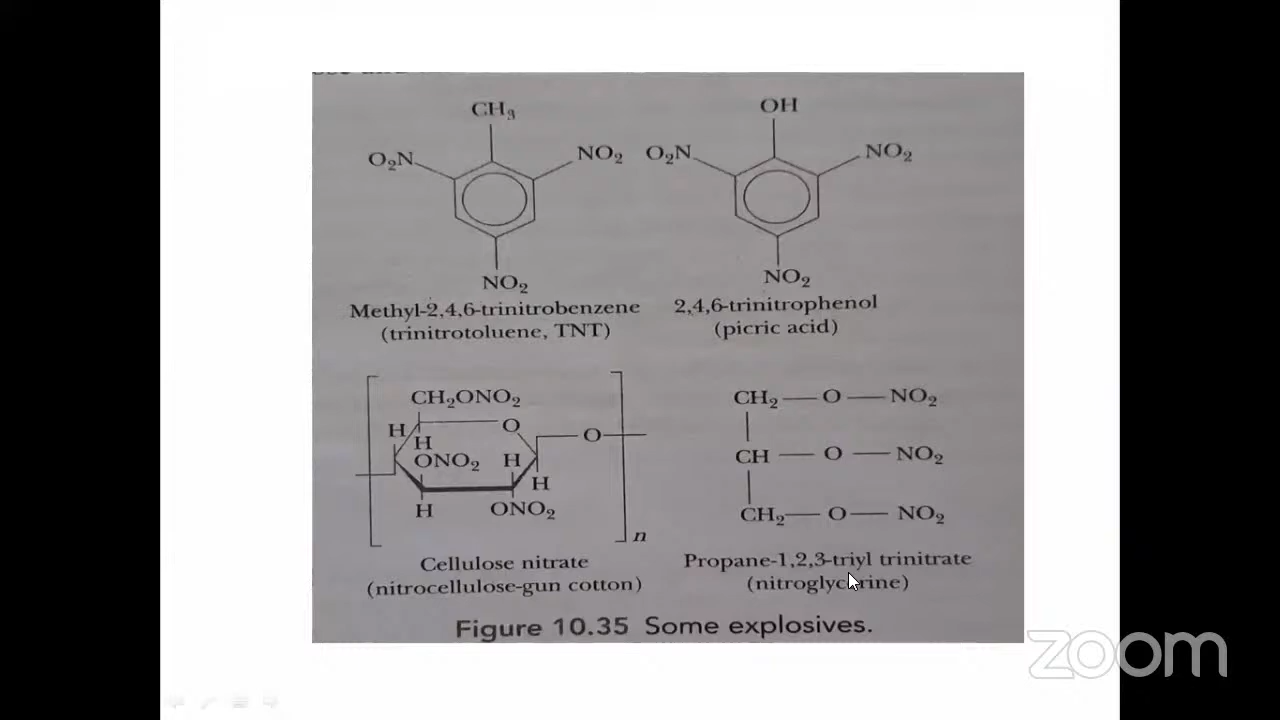 CH₃
O₂N
NO₂
NO₂
Methyl-2,4,6-trinitrobenzene
(trinitrotoluene, TNT)
OH
O₂N
NO₂
NO₂
2,4,6-trinitrophenol
(picric acid)
CH₂ONO₂
O
O
H
H
ONO₂
H
H
H
ONO₂
n
Cellulose nitrate
(nitrocellulose-gun cotton)
CH₂ — O — NO₂
CH — O — NO₂
CH₂ — O — NO₂
Propane-1,2,3-triyl trinitrate
(nitroglycerine)
Figure 10.35 Some explosives.
zoom